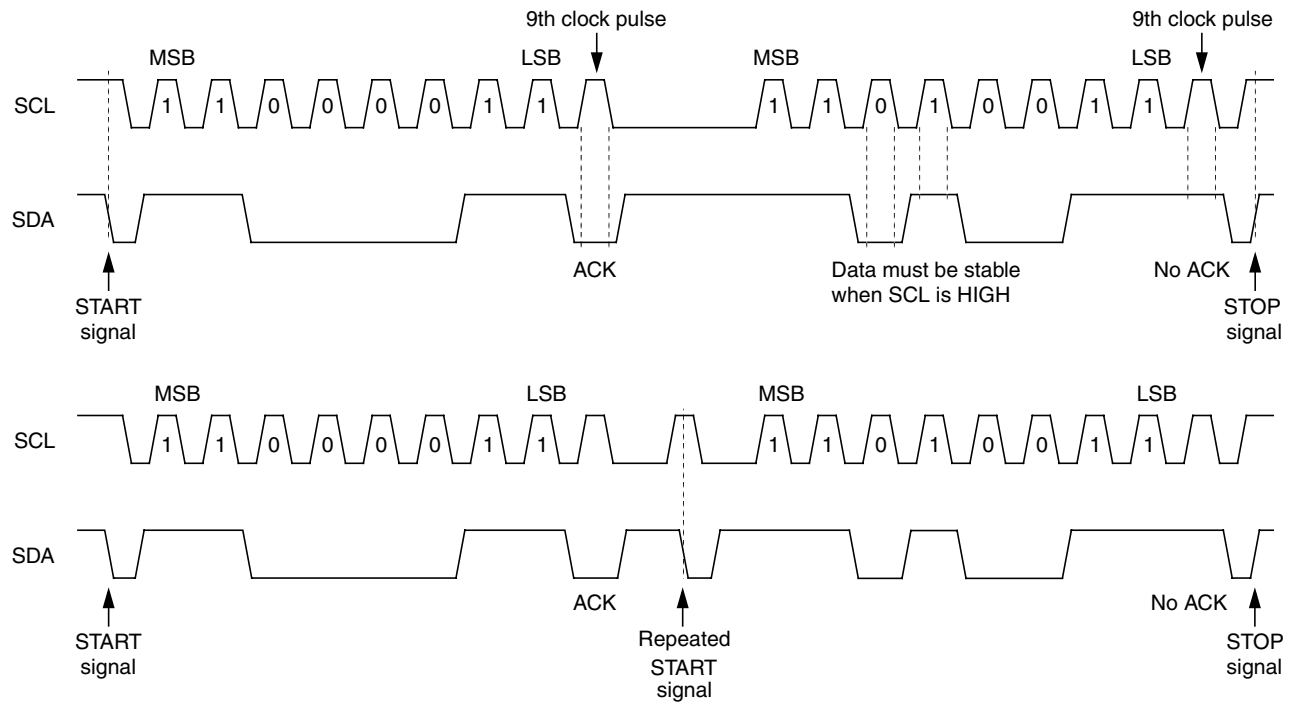 9th clock pulse 9th clock pulse
MSB LSB MSB LSB
SCL 1 1 0 0 0 0 1 1 1 1 0 1 0 0 1 1
SDA
ACK Data must be stable No ACK
when SCL is HIGH
START
signal
STOP
signal
MSB LSB MSB LSB
SCL 1 1 0 0 0 0 1 1 1 1 0 1 0 0 1 1
SDA
ACK No ACK
START
signal
Repeated
START
signal
STOP
signal